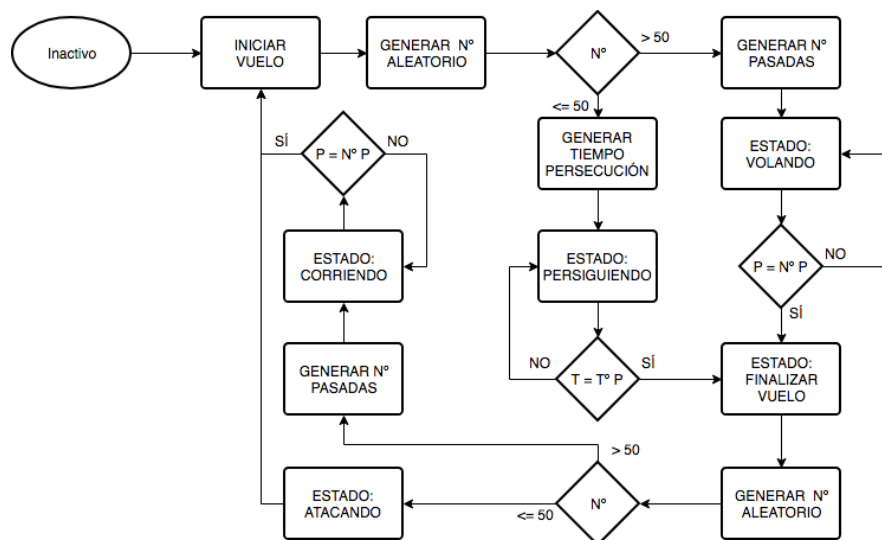 Inactivo
INICIAR
VUELO
GENERAR Nº
ALEATORIO
Nº
> 50
GENERAR Nº
PASADAS
<= 50
SÍ
P = Nº P
NO
GENERAR
TIEMPO
PERSECUCIÓN
ESTADO:
VOLANDO
ESTADO:
CORRIENDO
ESTADO:
PERSIGUIENDO
P = Nº P
NO
SÍ
GENERAR Nº
PASADAS
NO
T = Tº P
SÍ
ESTADO:
FINALIZAR
VUELO
> 50
ESTADO:
ATACANDO
<= 50
Nº
GENERAR Nº
ALEATORIO